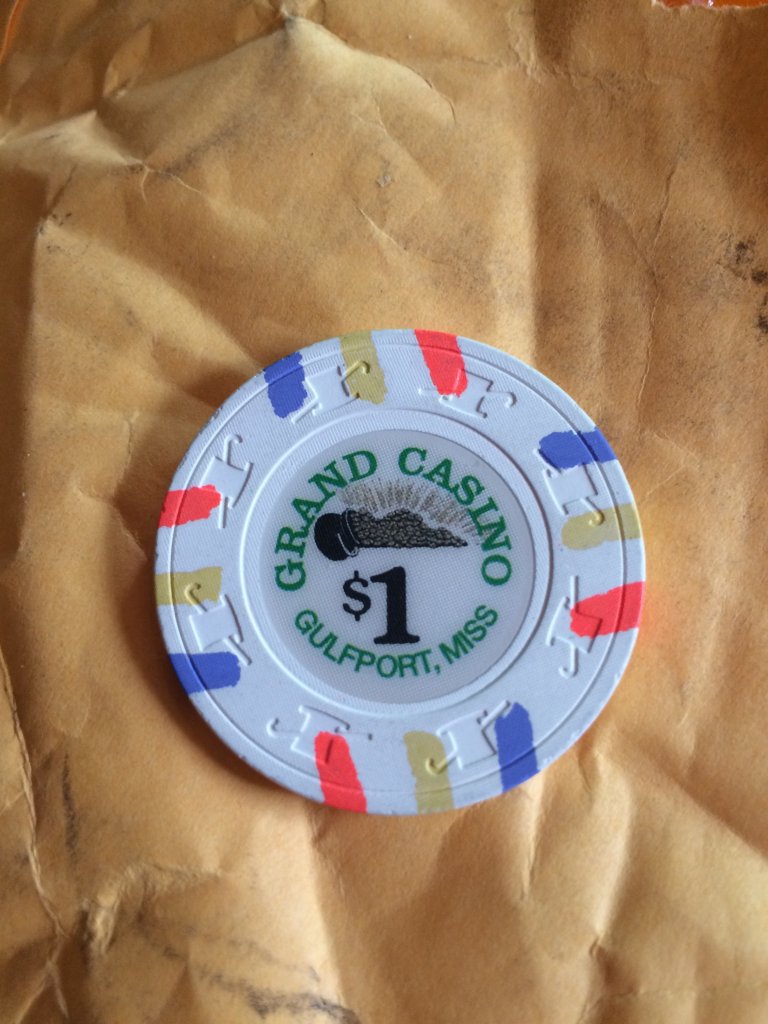 GRAND CASINO
$1
GULFPORT, MISS